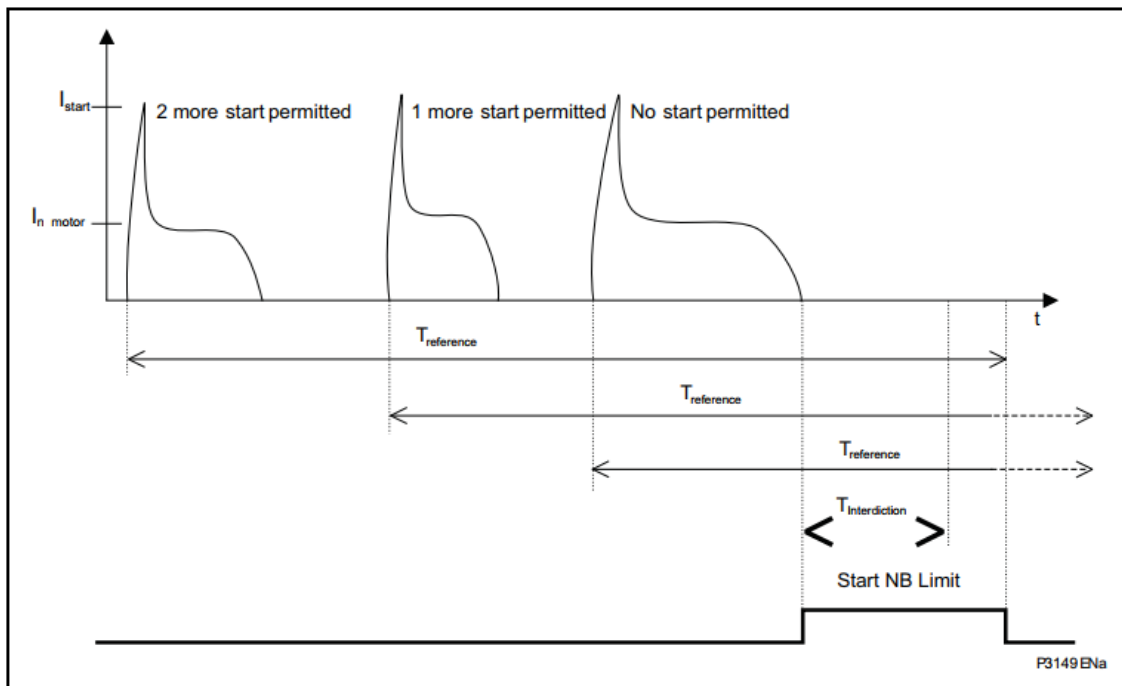 Istart
2 more start permitted
1 more start permitted
No start permitted
In motor
t
Treference
Treference
Treference
TInterdiction
Start NB Limit
P3149ENa